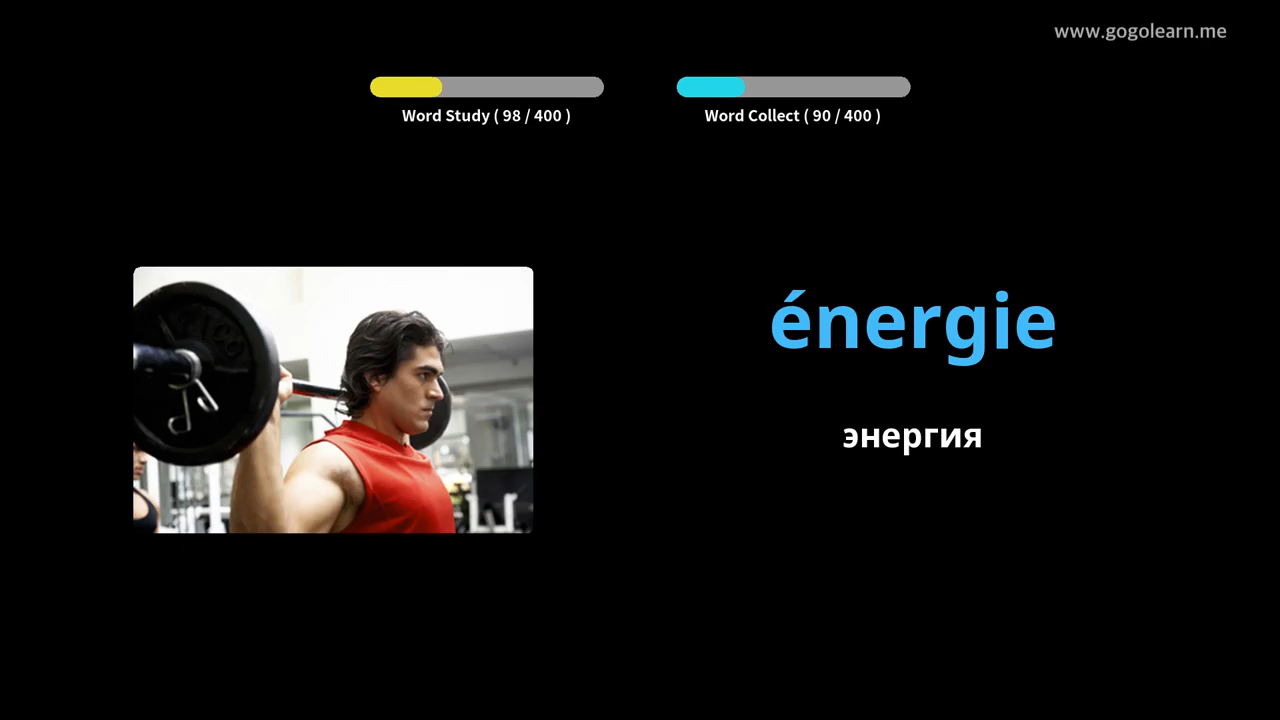 www.gogolearn.me
Word Study ( 98 / 400 )
Word Collect ( 90 / 400 )
énergie
энергия